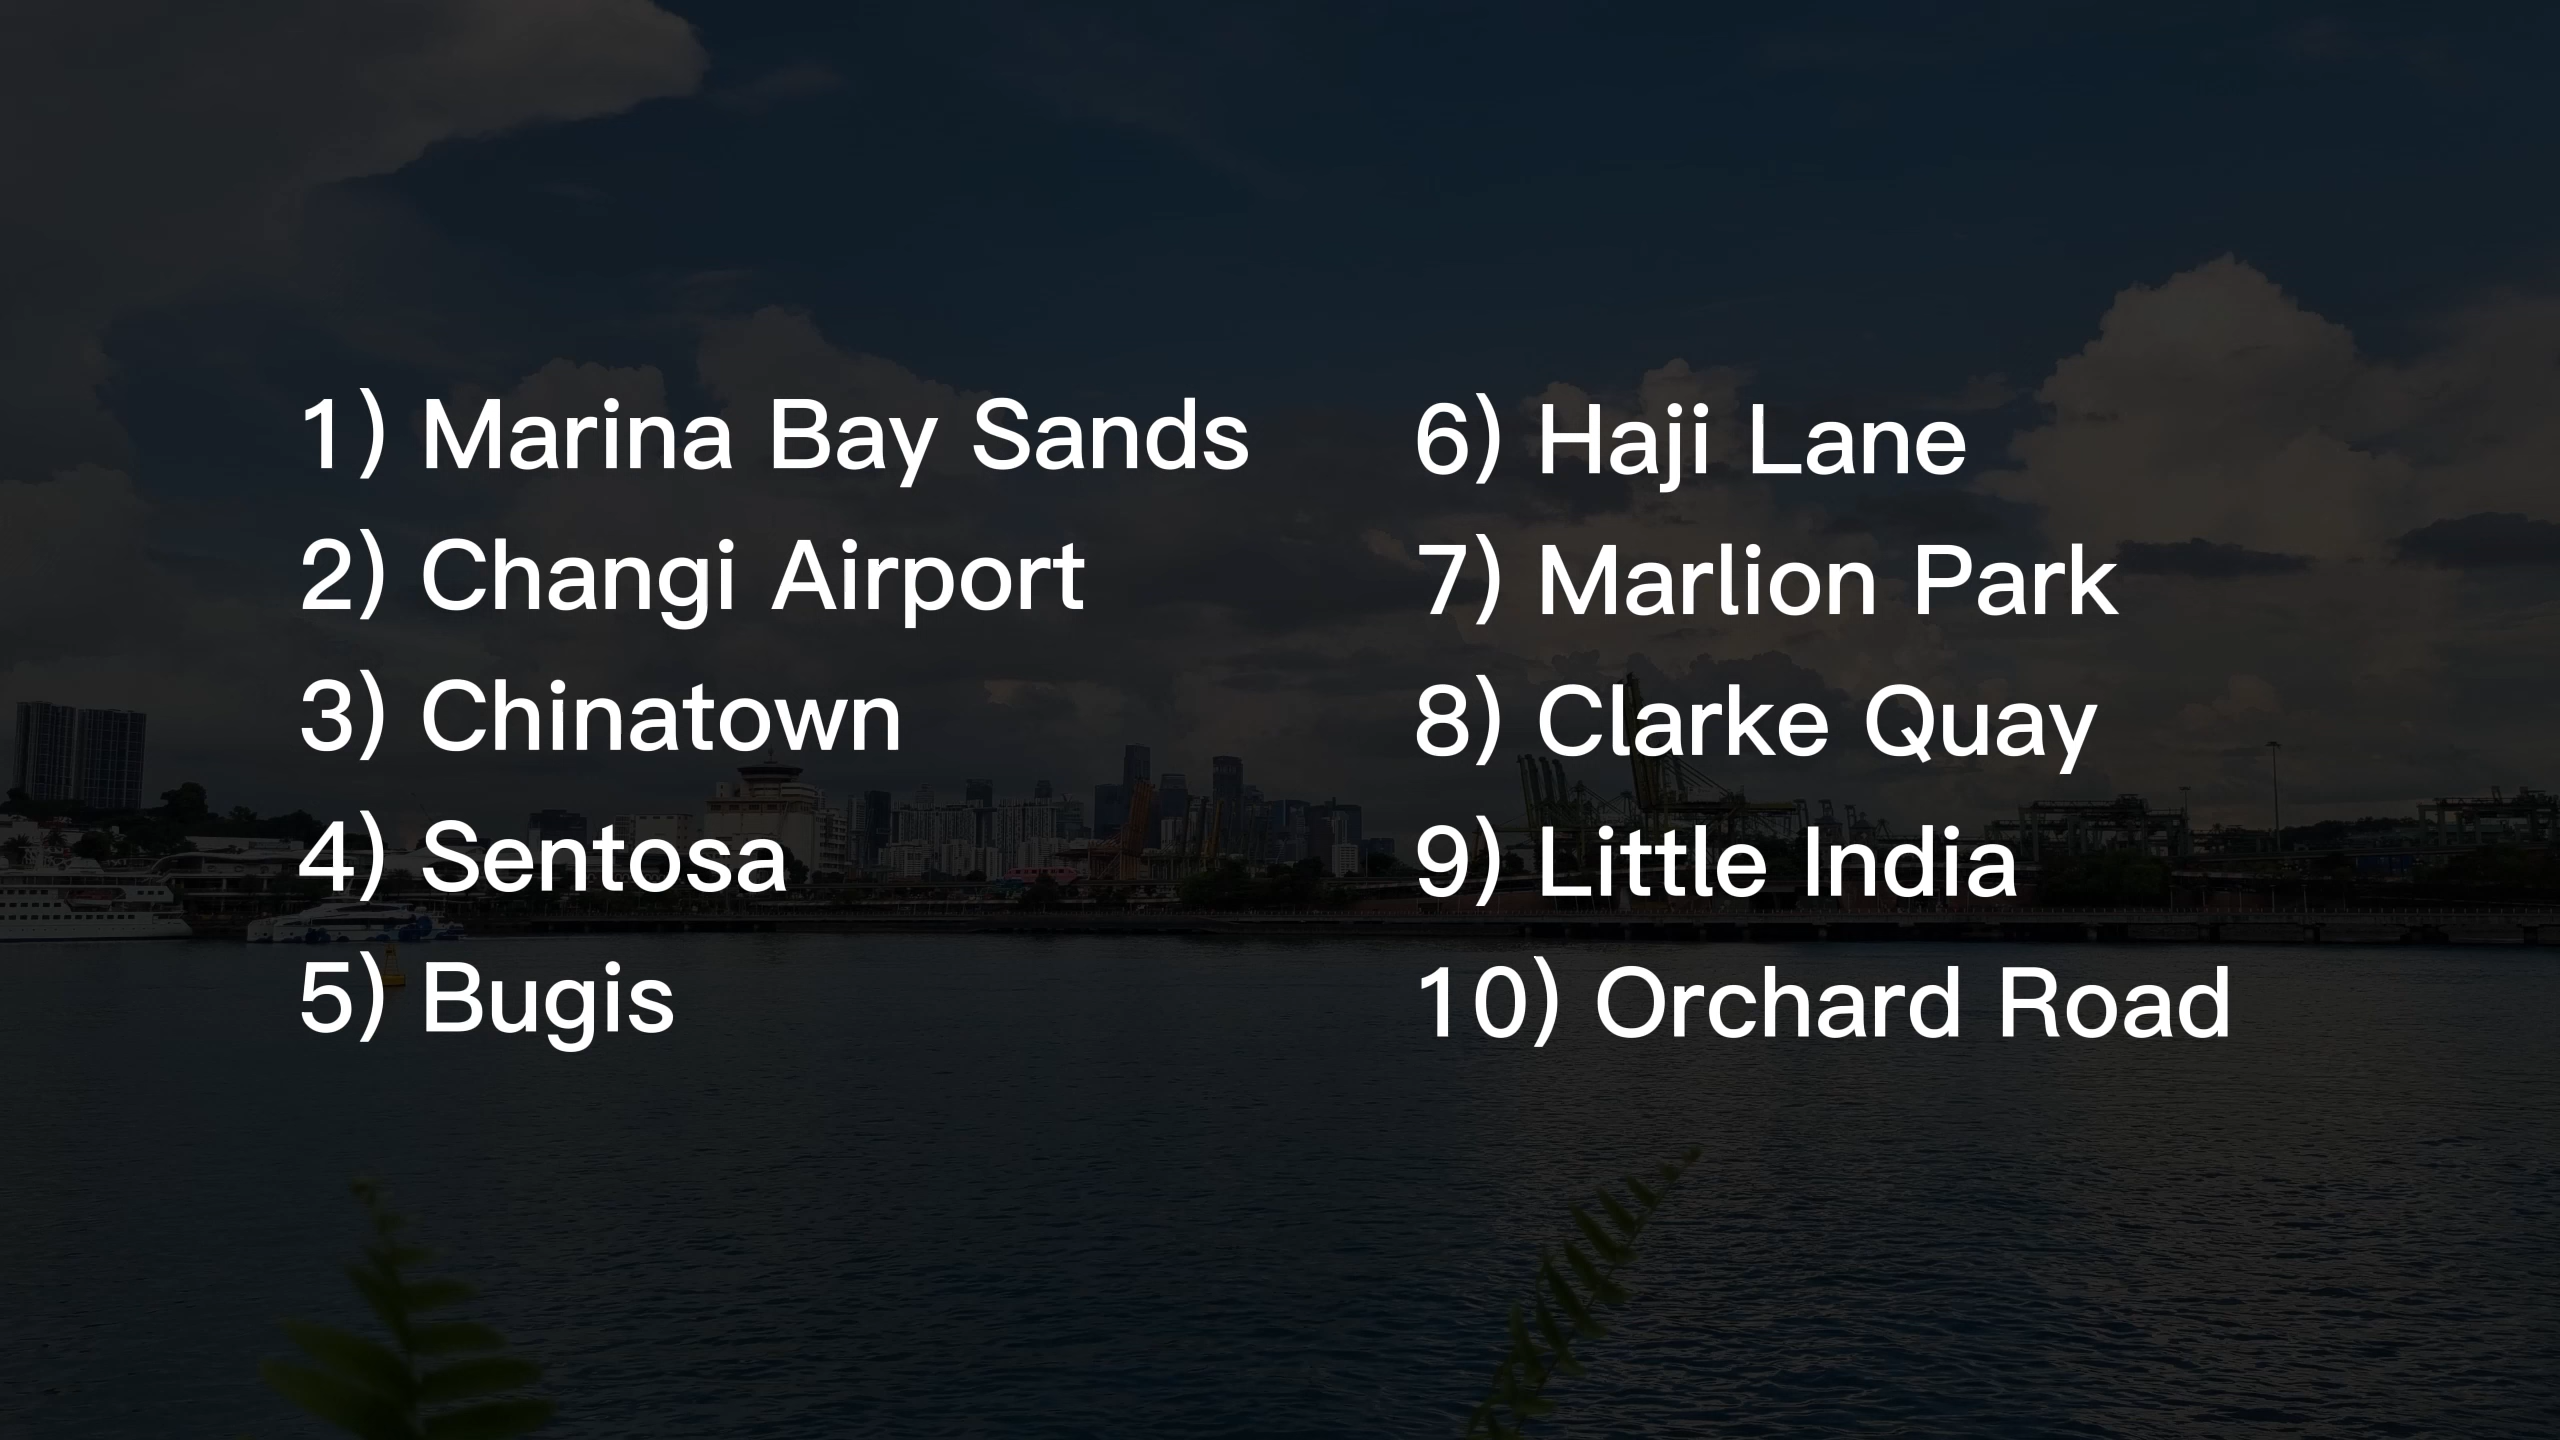 1) Marina Bay Sands
2) Changi Airport
3) Chinatown
4) Sentosa
5) Bugis
6) Haji Lane
7) Marlion Park
8) Clarke Quay
9) Little India
10) Orchard Road